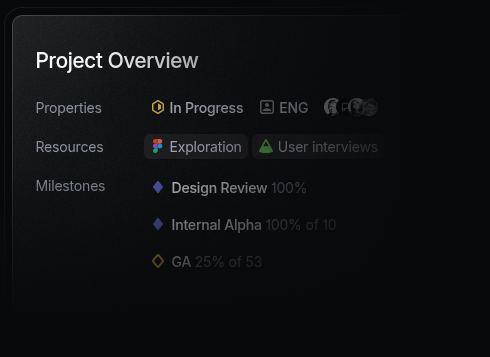 Project Overview
Properties In Progress ENG
Resources Exploration User interviews
Milestones Design Review 100%
Internal Alpha 100% of 10
GA 25% of 53